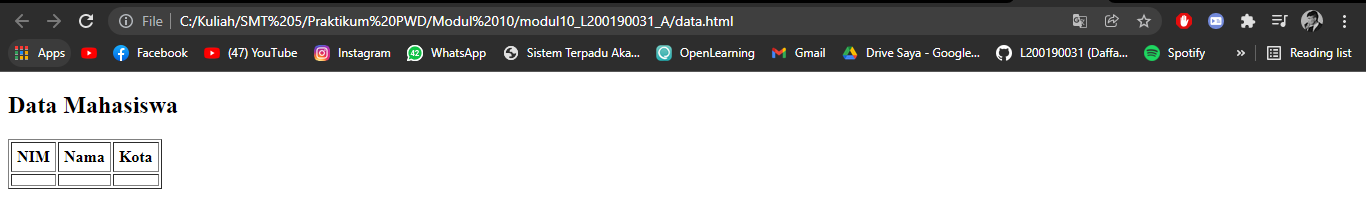 File C:/Kuliah/SMT%205/Praktikum%20PWD/Modul%2010/modul10_L200190031_A/data.html
Apps Facebook (47) YouTube Instagram 42 WhatsApp Sistem Terpadu Aka... OpenLearning Gmail Drive Saya - Google... L200190031 (Daffa... Spotify » Reading list
Data Mahasiswa
NIM Nama Kota